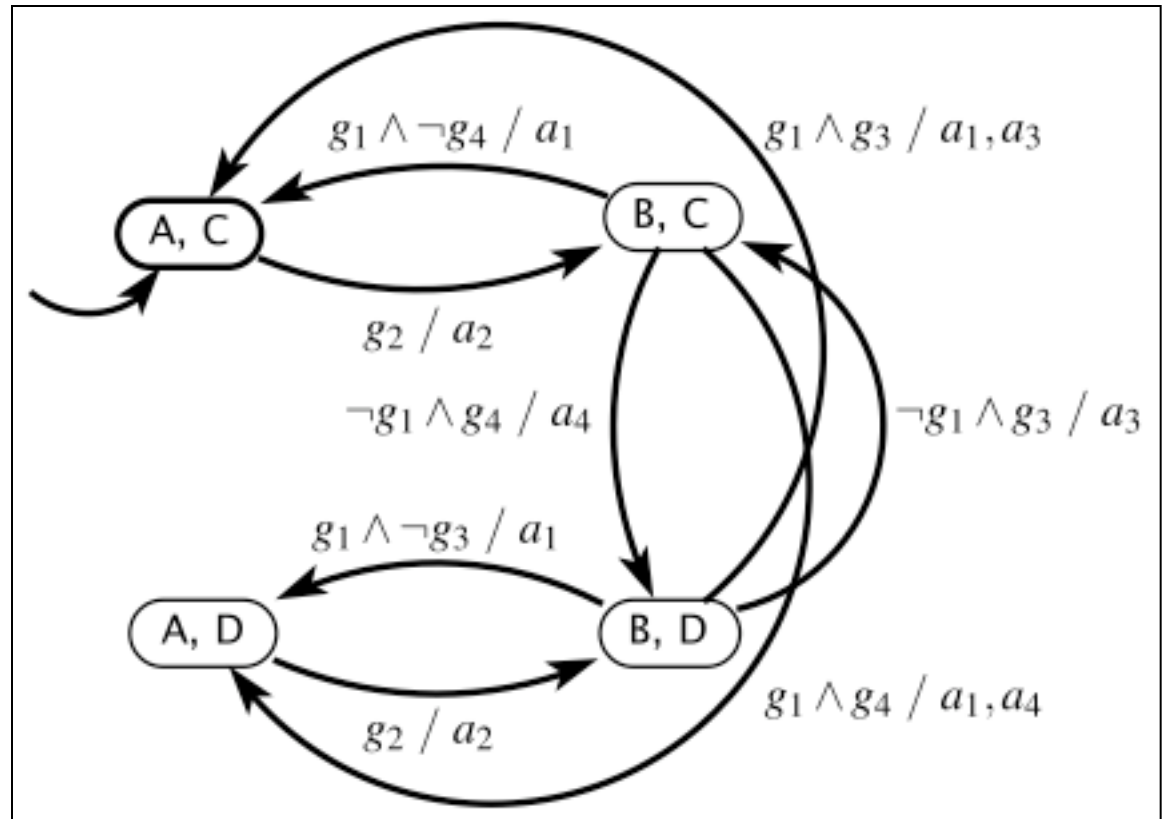 g₁ ∧ ¬g₄ / a₁
g₁ ∧ g₃ / a₁, a₃
A, C
B, C
g₂ / a₂
¬g₁ ∧ g₄ / a₄
¬g₁ ∧ g₃ / a₃
g₁ ∧ ¬g₃ / a₁
A, D
B, D
g₁ ∧ g₄ / a₁, a₄
g₂ / a₂